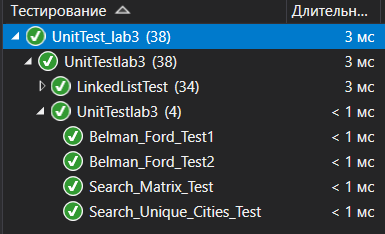 Тестирование Длительн...
UnitTest_lab3 (38) 3 мс
UnitTestlab3 (38) 3 мс
LinkedListTest (34) 3 мс
UnitTestlab3 (4) < 1 мс
Belman_Ford_Test1 < 1 мс
Belman_Ford_Test2 < 1 мс
Search_Matrix_Test < 1 мс
Search_Unique_Cities_Test < 1 мс